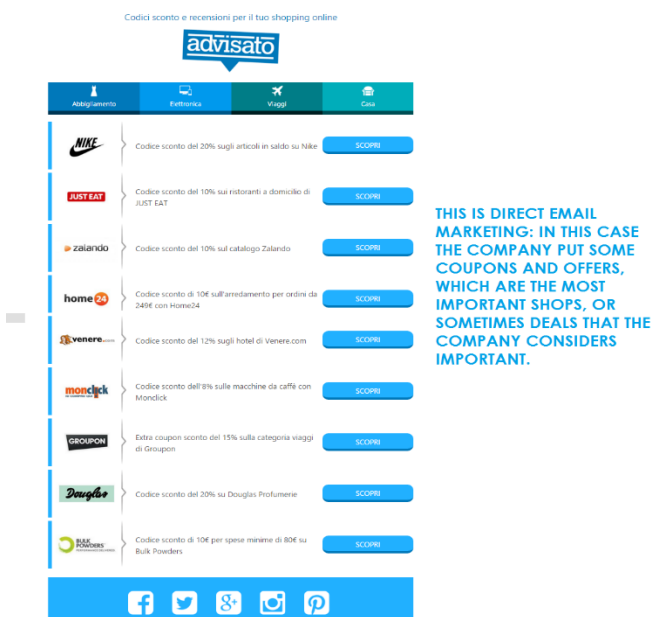 Codici sconto e recensioni per il tuo shopping online
advisato
Abbigliamento
Elettronica
Viaggi
Casa
NIKE
Codice sconto del 20% sugli articoli in saldo su Nike
SCOPRI
JUST EAT
Codice sconto del 10% sui ristoranti a domicilio di
JUST EAT
SCOPRI
zalando
Codice sconto del 10% sul catalogo Zalando
SCOPRI
home24
Codice sconto di 10€ sull'arredamento per ordini da
249€ con Home24
SCOPRI
venere
Codice sconto del 12% sugli hotel di Venere.com
SCOPRI
monclick
Codice sconto dell'8% sulle macchine da caffè con
Monclick
SCOPRI
GROUPON
Extra coupon sconto del 15% sulla categoria viaggi
di Groupon
SCOPRI
Douglas
Codice sconto del 20% su Douglas Profumerie
SCOPRI
BULK
POWDERS
Codice sconto di 10€ per spese minime di 80€ su
Bulk Powders
SCOPRI
THIS IS DIRECT EMAIL
MARKETING: IN THIS CASE
THE COMPANY PUT SOME
COUPONS AND OFFERS,
WHICH ARE THE MOST
IMPORTANT SHOPS, OR
SOMETIMES DEALS THAT THE
COMPANY CONSIDERS
IMPORTANT.